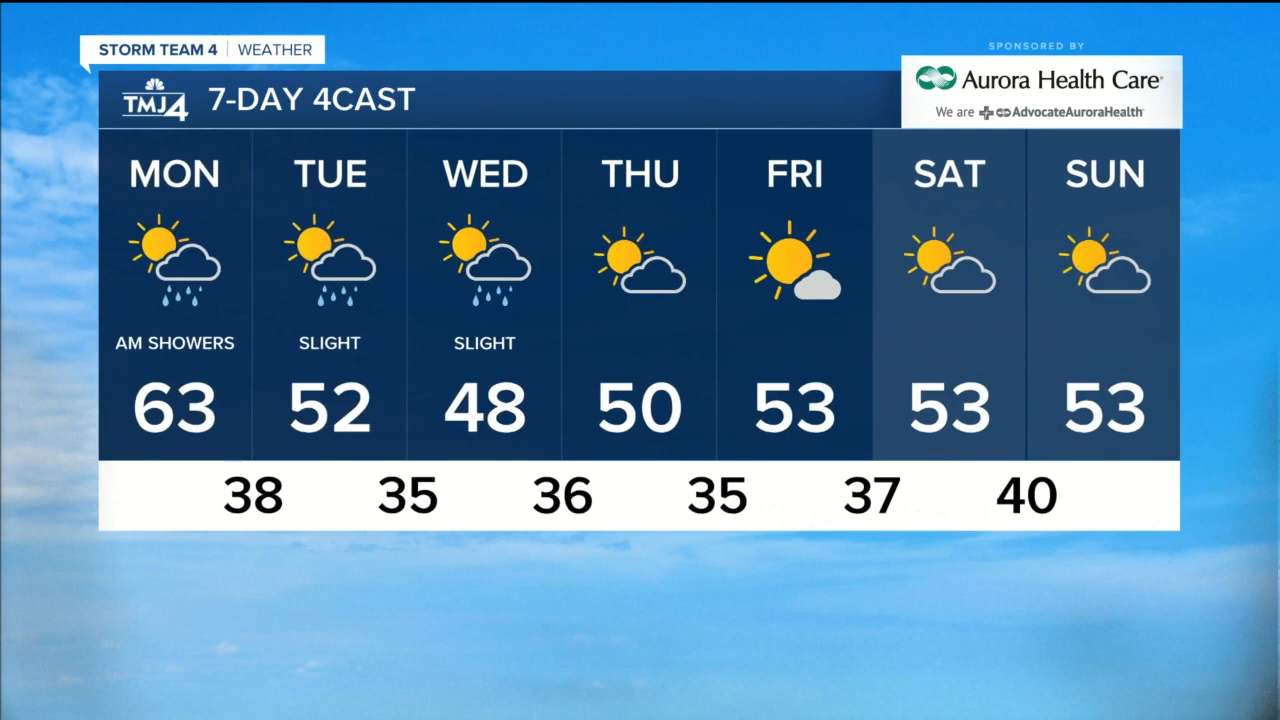 STORM TEAM 4 | WEATHER
SPONSORED BY
Aurora Health Care®
We are AdvocateAuroraHealth™
TMJ4 7-DAY 4CAST
MON TUE WED THU FRI SAT SUN
AM SHOWERS SLIGHT SLIGHT
63 52 48 50 53 53 53
38 35 36 35 37 40